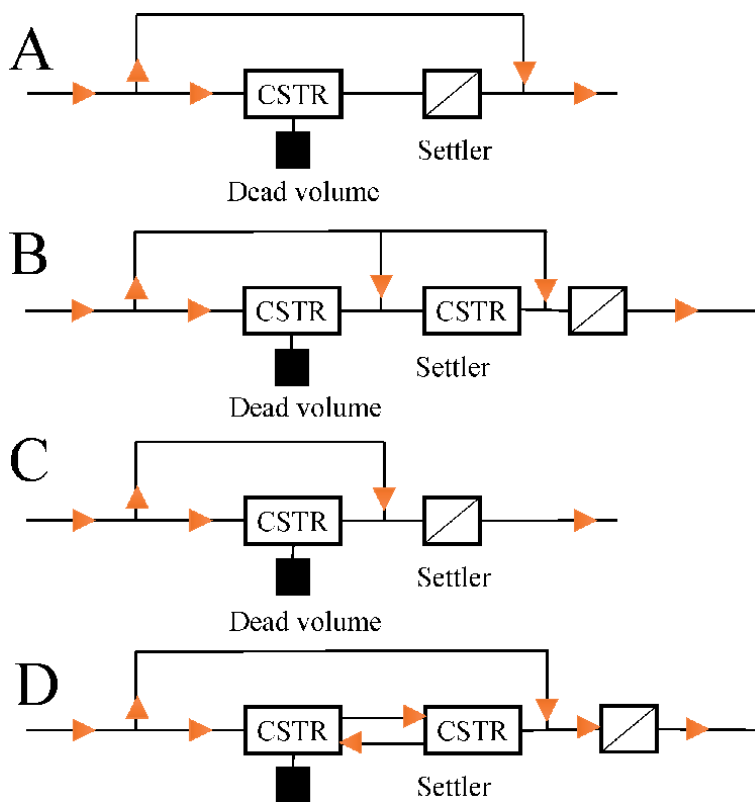 A
CSTR
Settler
Dead volume
B
CSTR CSTR
Settler
Dead volume
C
CSTR
Settler
Dead volume
D
CSTR CSTR
Settler